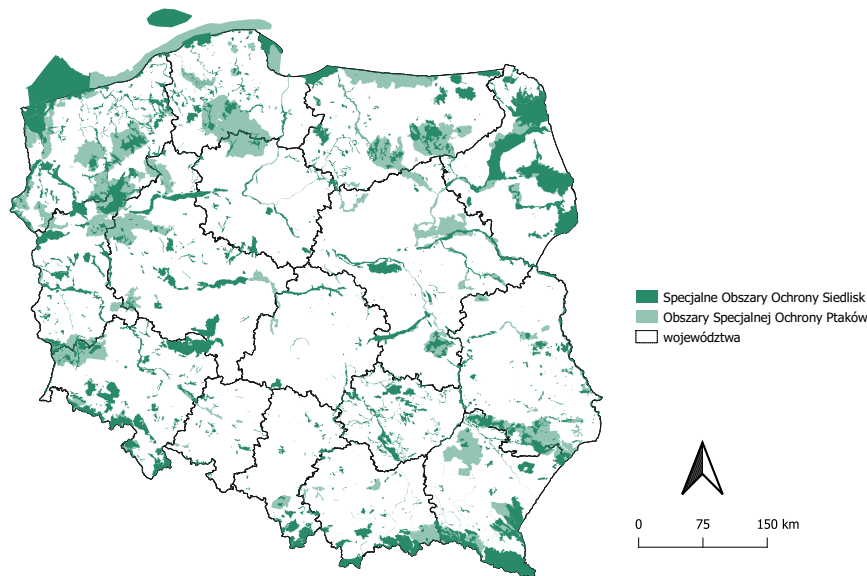 Specjalne Obszary Ochrony Siedlisk
Obszary Specjalnej Ochrony Ptaków
województwa
0 75 150 km